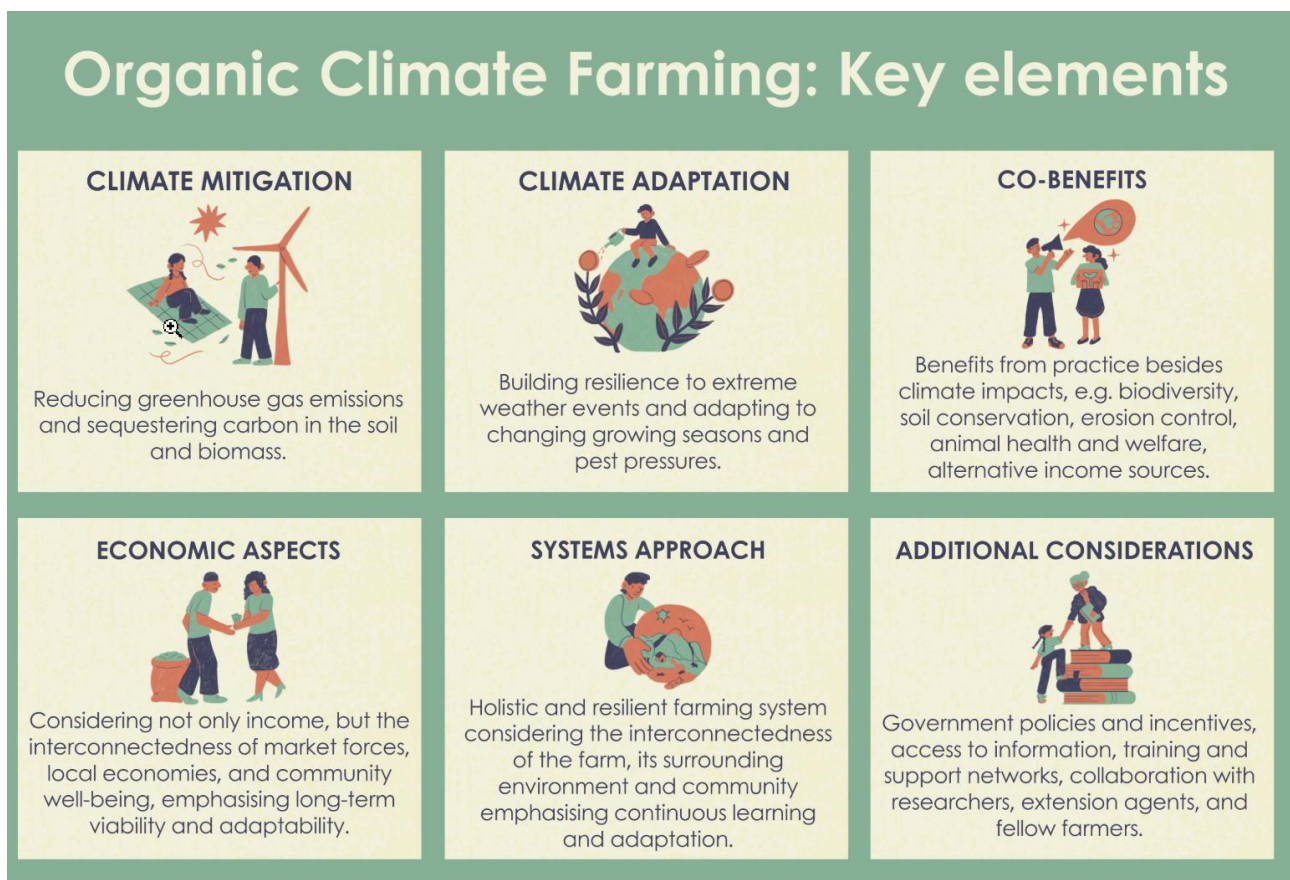 Organic Climate Farming: Key elements
CLIMATE MITIGATION
Reducing greenhouse gas emissions
and sequestering carbon in the soil
and biomass.
CLIMATE ADAPTATION
Building resilience to extreme
weather events and adapting to
changing growing seasons and
pest pressures.
CO-BENEFITS
Benefits from practice besides
climate impacts, e.g. biodiversity,
soil conservation, erosion control,
animal health and welfare,
alternative income sources.
ECONOMIC ASPECTS
Considering not only income, but the
interconnectedness of market forces,
local economies, and community
well-being, emphasising long-term
viability and adaptability.
SYSTEMS APPROACH
Holistic and resilient farming system
considering the interconnectedness
of the farm, its surrounding
environment and community
emphasising continuous learning
and adaptation.
ADDITIONAL CONSIDERATIONS
Government policies and incentives,
access to information, training and
support networks, collaboration with
researchers, extension agents, and
fellow farmers.